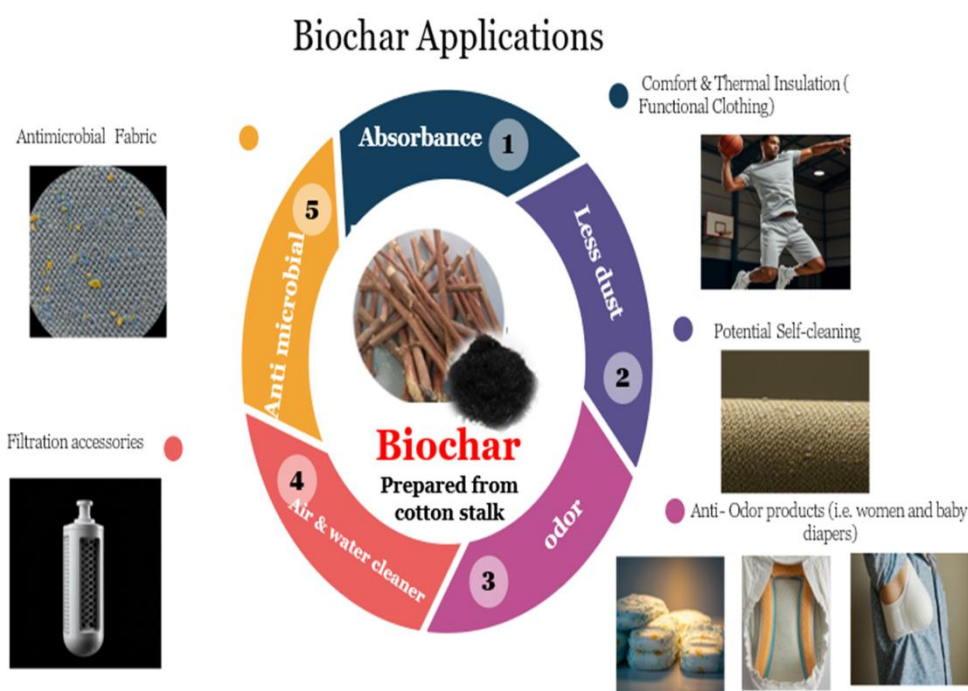 Biochar Applications
Comfort & Thermal Insulation (
Functional Clothing)
Antimicrobial Fabric
Absorbance
1
5
Less dust
Anti microbial
2
Potential Self-cleaning
Biochar
Prepared from
cotton stalk
Filtration accessories
4
Air & water cleaner
odor
3
Anti- Odor products (i.e. women and baby
diapers)